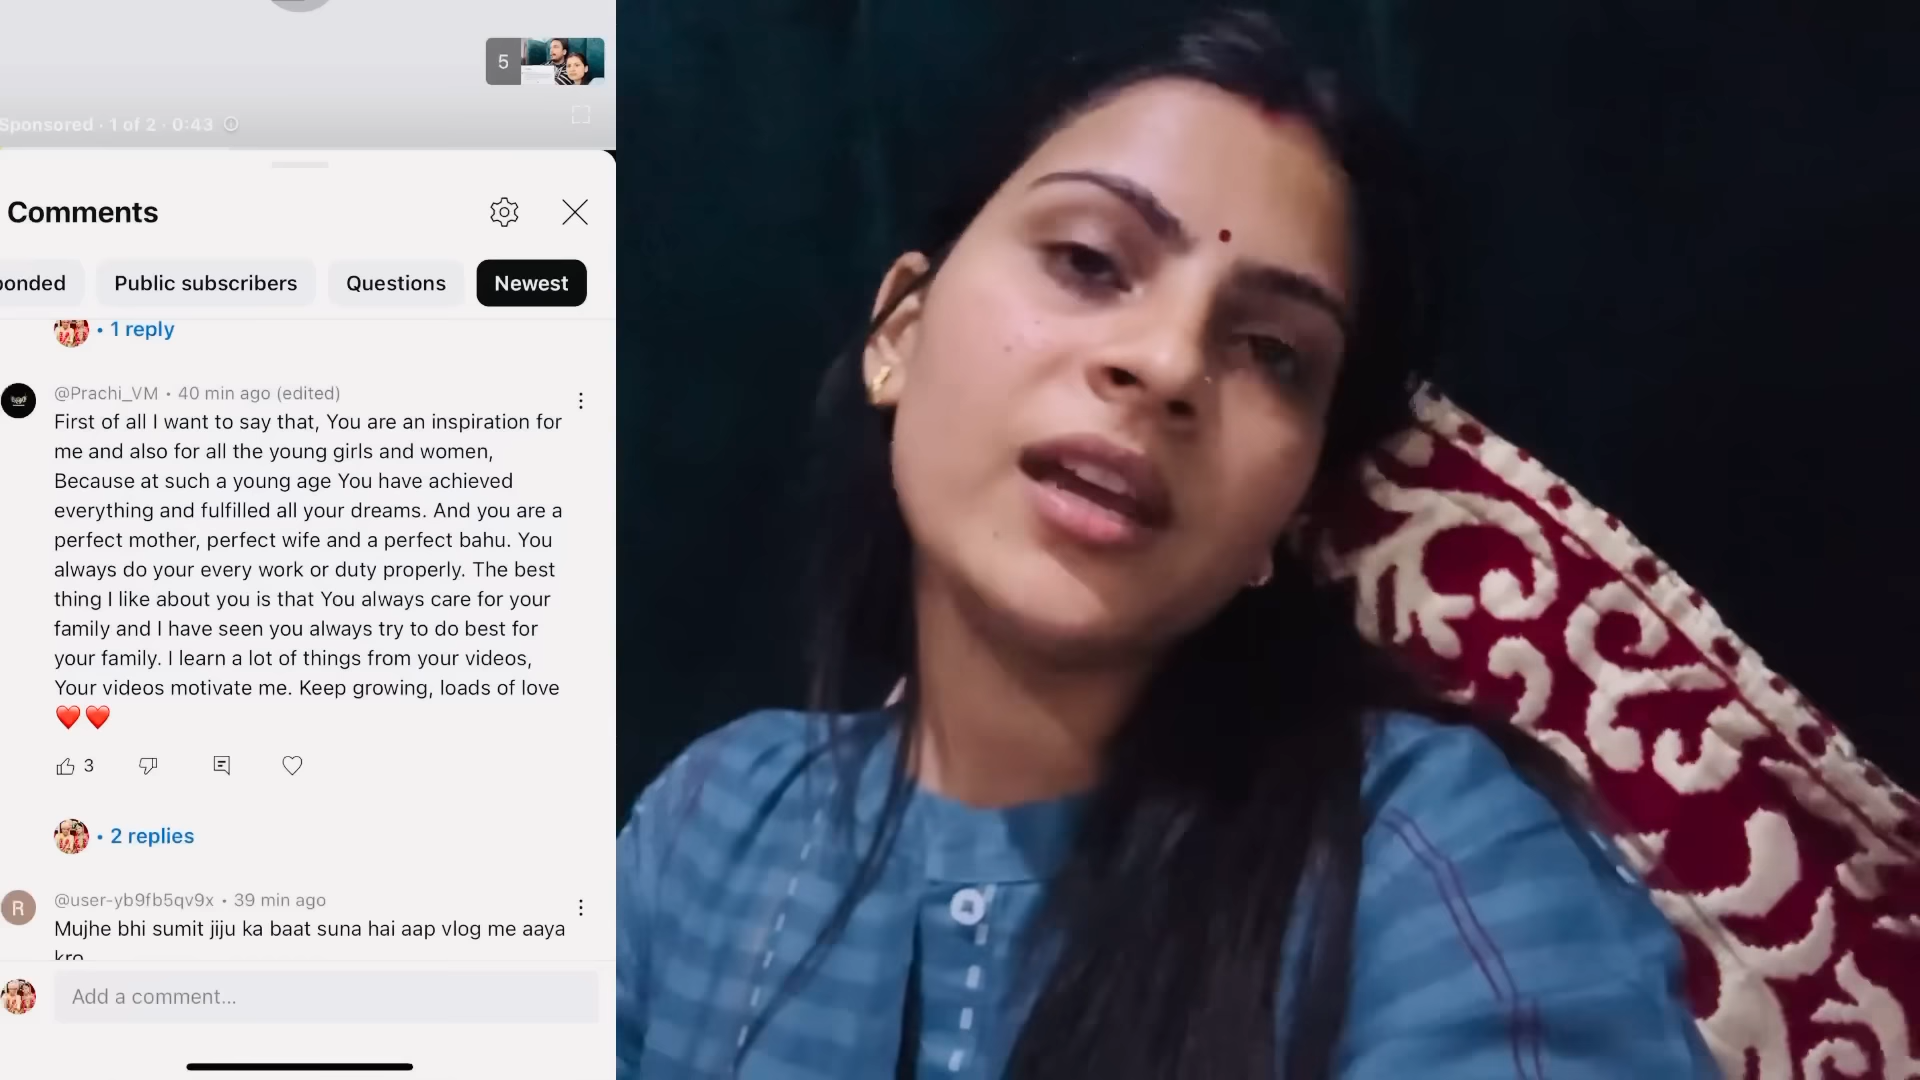 5
Sponsored · 1 of 2 · 0:43
Comments
Public subscribers
Questions
Newest
• 1 reply
@Prachi_VM • 40 min ago (edited)
First of all I want to say that, You are an inspiration for
me and also for all the young girls and women,
Because at such a young age You have achieved
everything and fulfilled all your dreams. And you are a
perfect mother, perfect wife and a perfect bahu. You
always do your every work or duty properly. The best
thing I like about you is that You always care for your
family and I have seen you always try to do best for
your family. I learn a lot of things from your videos,
Your videos motivate me. Keep growing, loads of love
❤️❤️
3
• 2 replies
R
@user-yb9fb5qv9x • 39 min ago
Mujhe bhi sumit jiju ka baat suna hai aap vlog me aaya
kro
Add a comment...